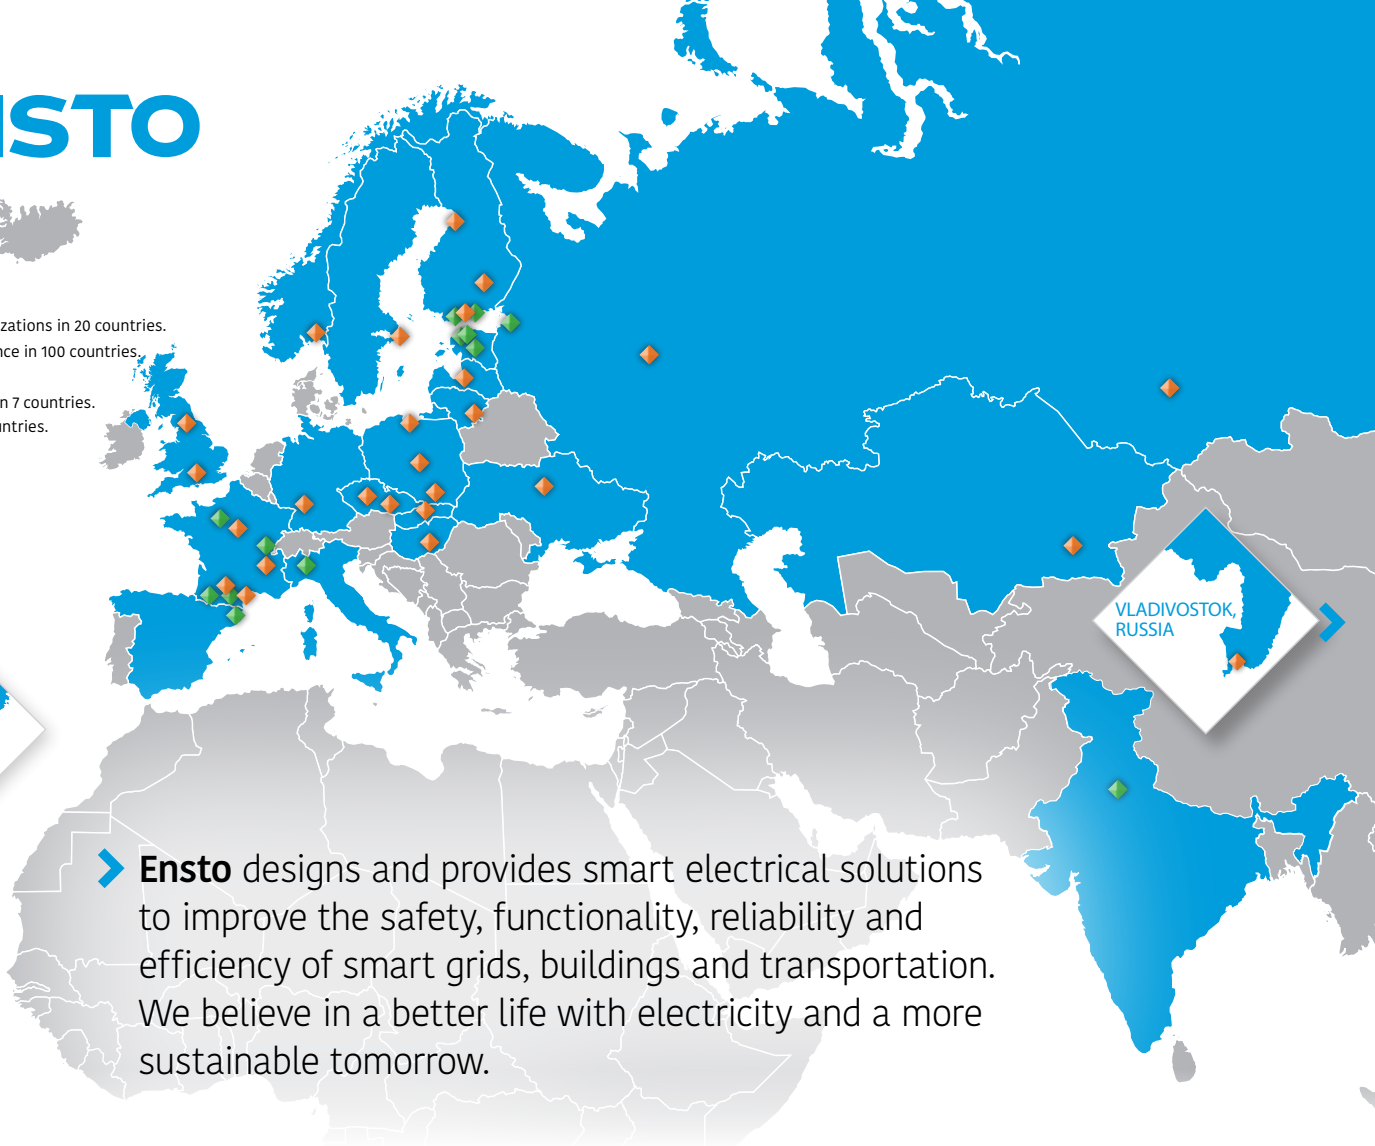 STO
zations in 20 countries.
nce in 100 countries.
n 7 countries.
untries.
VLADIVOSTOK,
RUSSIA
Ensto designs and provides smart electrical solutions
to improve the safety, functionality, reliability and
efficiency of smart grids, buildings and transportation.
We believe in a better life with electricity and a more
sustainable tomorrow.